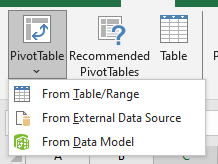 PivotTable
Recommended
PivotTables
Table
P
From Table/Range
From External Data Source
From Data Model
A
B
C